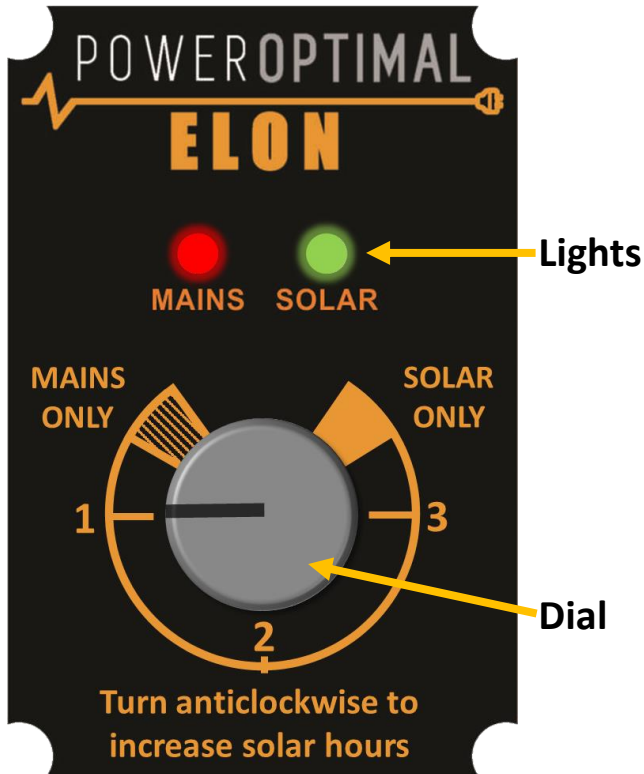 POWEROPTIMAL
ELON
Lights
MAINS SOLAR
MAINS
ONLY
SOLAR
ONLY
1
3
2
Dial
Turn anticlockwise to
increase solar hours